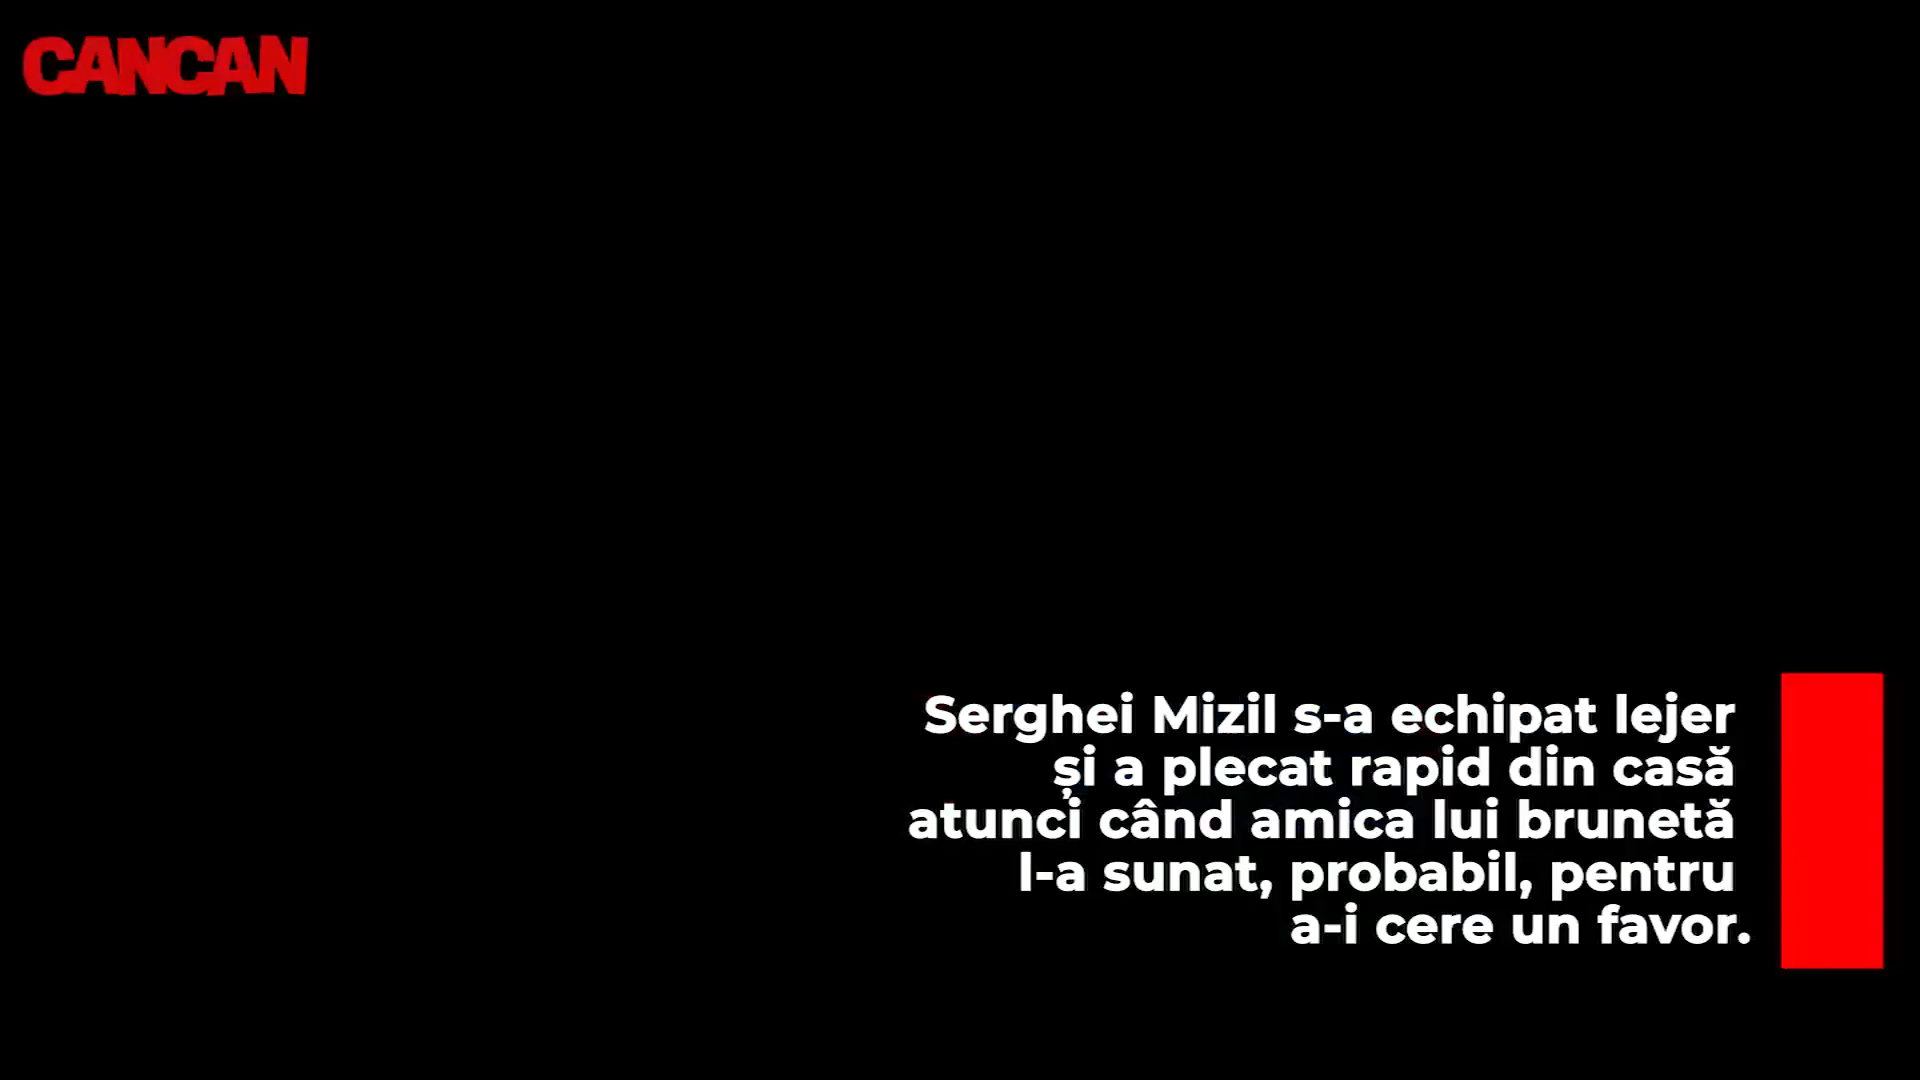 CANCAN
Serghei Mizil s-a echipat lejer
și a plecat rapid din casă
atunci când amica lui brunetă
l-a sunat, probabil, pentru
a-i cere un favor.